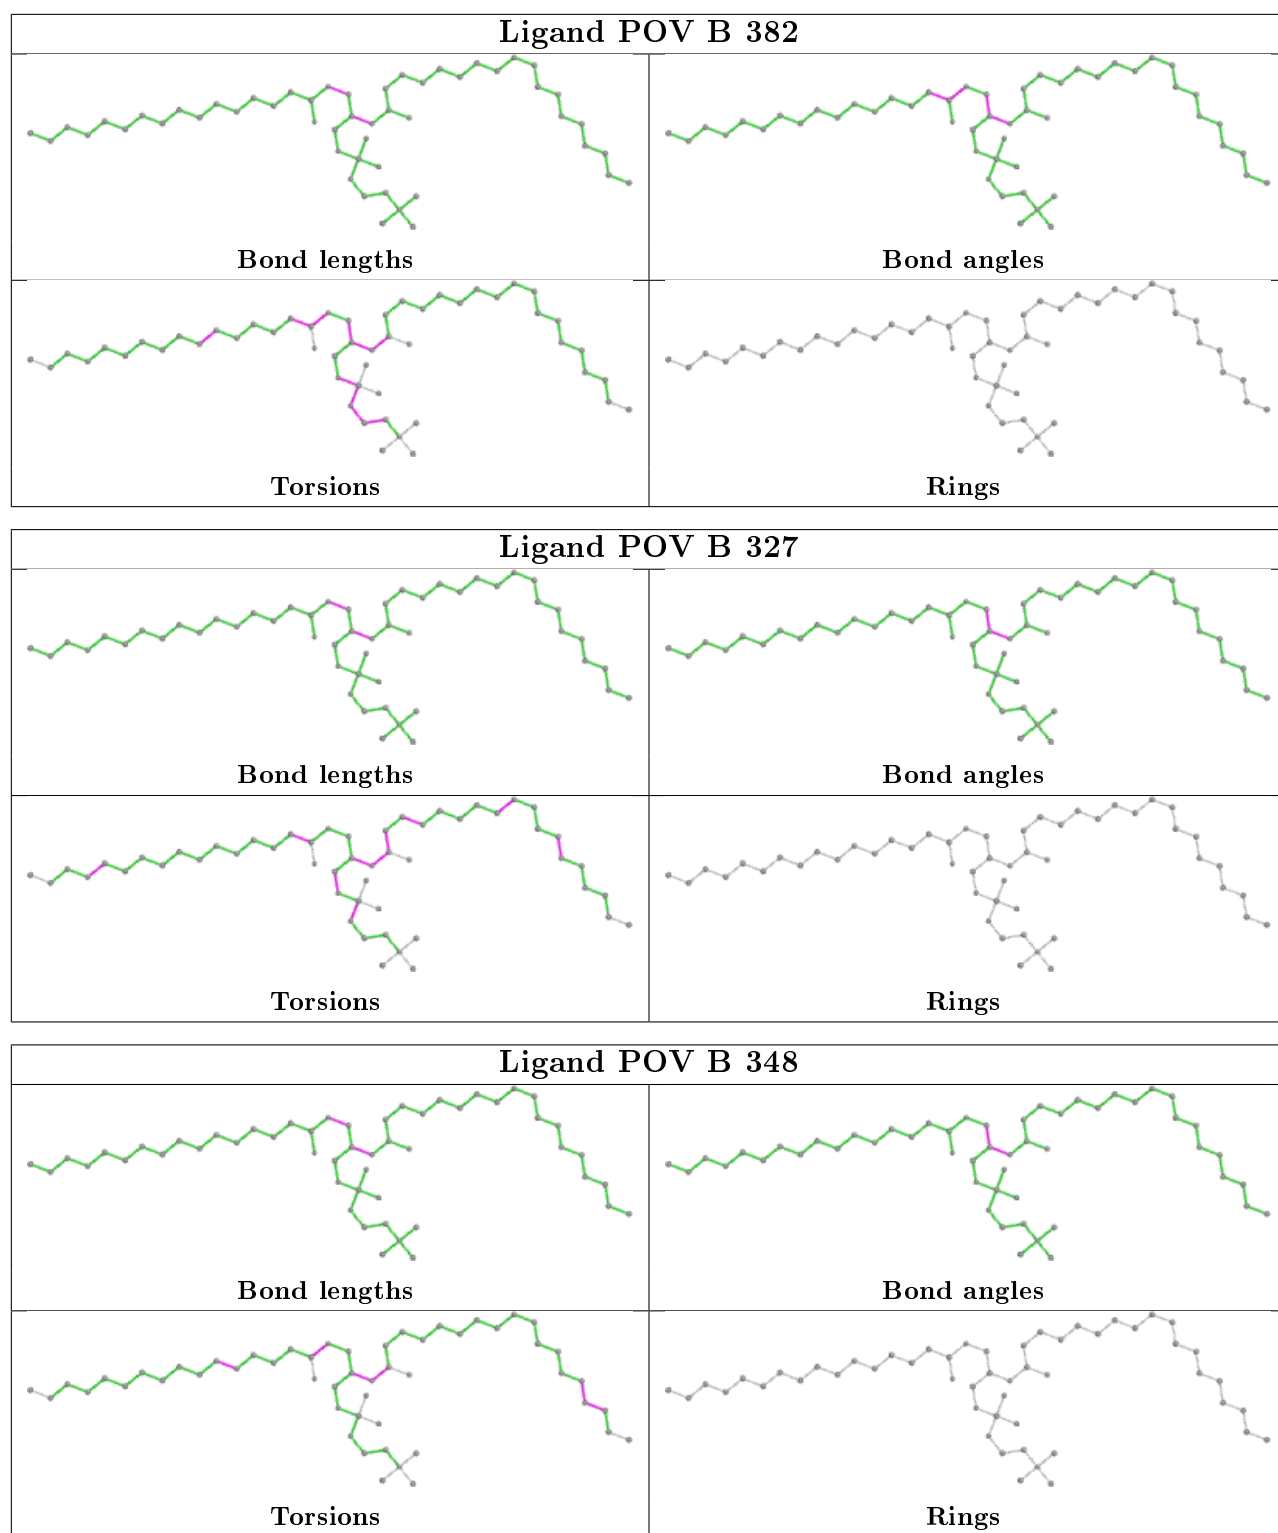 Ligand POV B 382
Bond lengths
Bond angles
Torsions
Rings
Ligand POV B 327
Bond lengths
Bond angles
Torsions
Rings
Ligand POV B 348
Bond lengths
Bond angles
Torsions
Rings